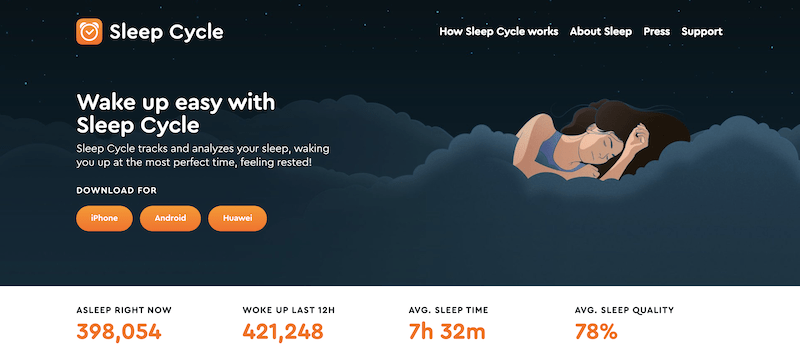 Sleep Cycle
How Sleep Cycle works About Sleep Press Support
Wake up easy with
Sleep Cycle
Sleep Cycle tracks and analyzes your sleep, waking
you up at the most perfect time, feeling rested!
DOWNLOAD FOR
iPhone Android Huawei
ASLEEP RIGHT NOW WOKE UP LAST 12H AVG. SLEEP TIME AVG. SLEEP QUALITY
398,054 421,248 7h 32m 78%